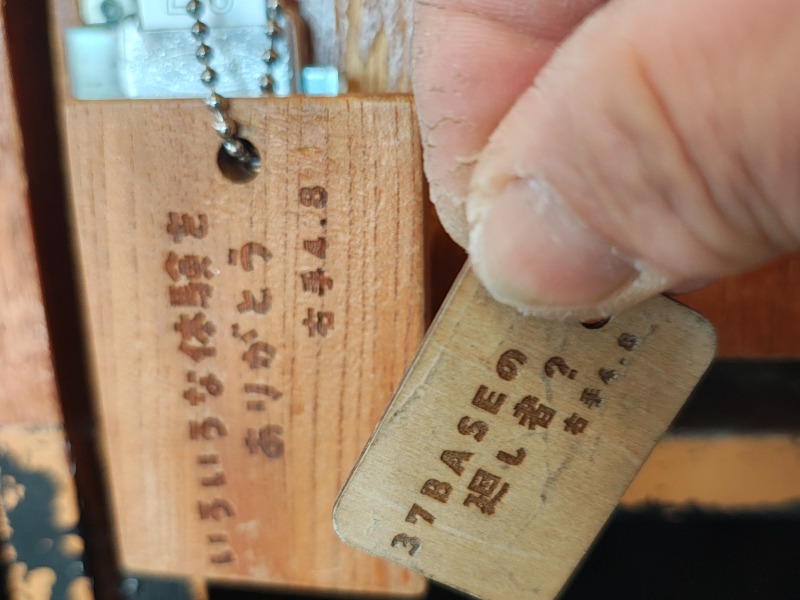 いろいろな体験を
ありがとう
古手4.8
37BASEの
廻し者?
古手4.8